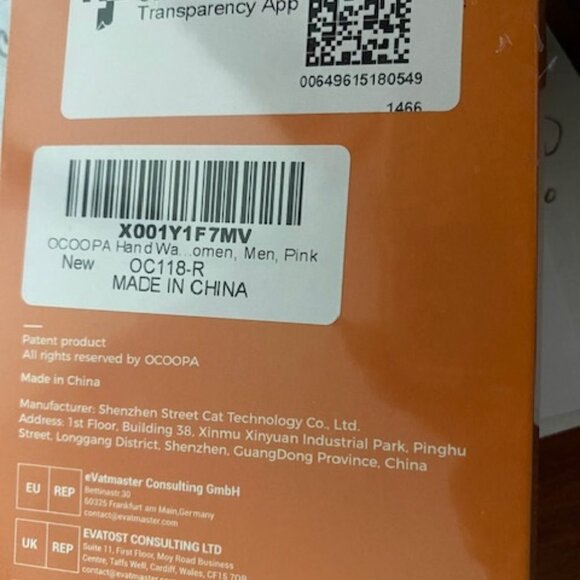 Transparency App
00649615180549
1466
X001Y1F7MV
OCOOPA Hand Wa...omen, Men, Pink
New OC118-R
MADE IN CHINA
Patent product
All rights reserved by OCOOPA
Made in China
Manufacturer: Shenzhen Street Cat Technology Co., Ltd.
Address: 1st Floor, Building 38, Xinmu Xinyuan Industrial Park, Pinghu
Street, Longgang District, Shenzhen, GuangDong Province, China
EU REP
eVatmaster Consulting GmbH
Bettinastr.30
60325 Frankfurt am Main,Germany
contact@evatmaster.com
UK REP
EVATOST CONSULTING LTD
Suite 11, First Floor, Moy Road Business
Centre, Taffs Well, Cardiff, Wales, CF15 7QR
contact@evatmaster.com